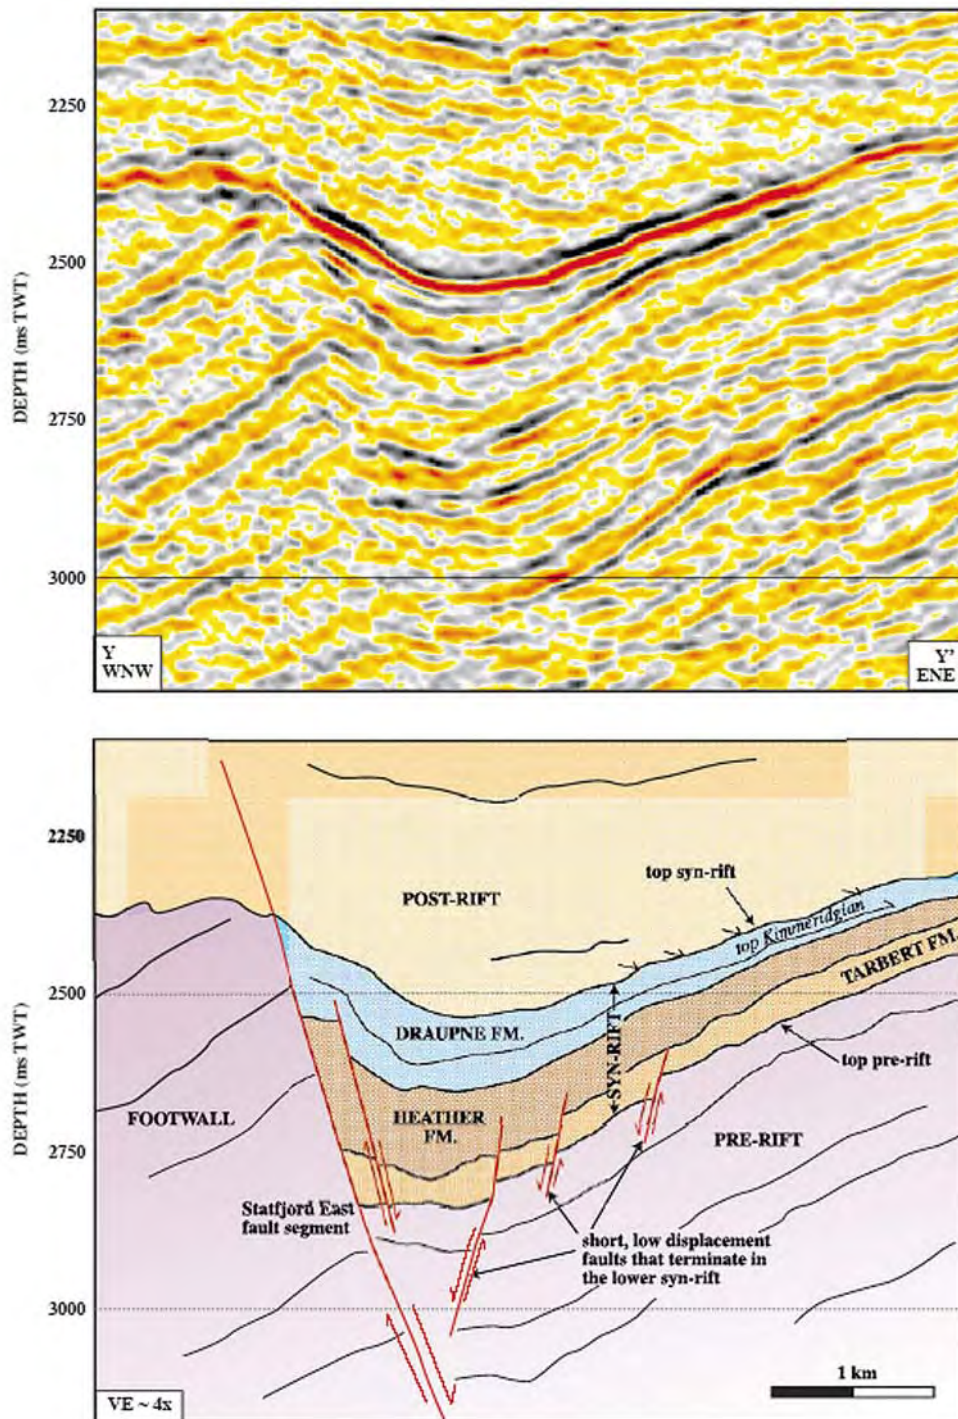 2250
2500
2750
3000
DEPTH (ms TWT)
Y
WNW
Y'
ENE
2250
2500
2750
3000
DEPTH (ms TWT)
POST-RIFT
top syn-rift
top Kimmeridgian
TARBERT FM.
DRAUPNE FM.
SYN-RIFT
top pre-rift
FOOTWALL
HEATHER
FM.
PRE-RIFT
Statfjord East
fault segment
short, low displacement
faults that terminate in
the lower syn-rift
1 km
VE ~ 4x